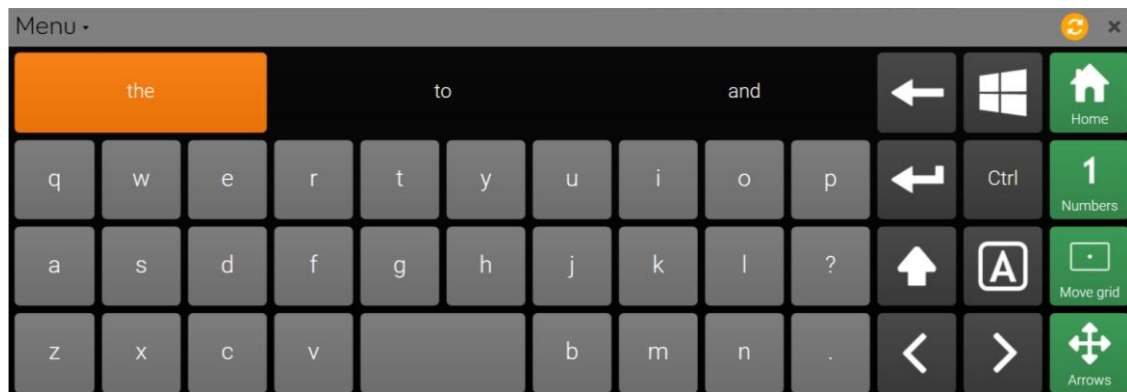 Menu
the to and Home
q w e r t y u i o p Ctrl 1 Numbers
a s d f g h j k l ? A Move grid
z x c v b m n . Arrows